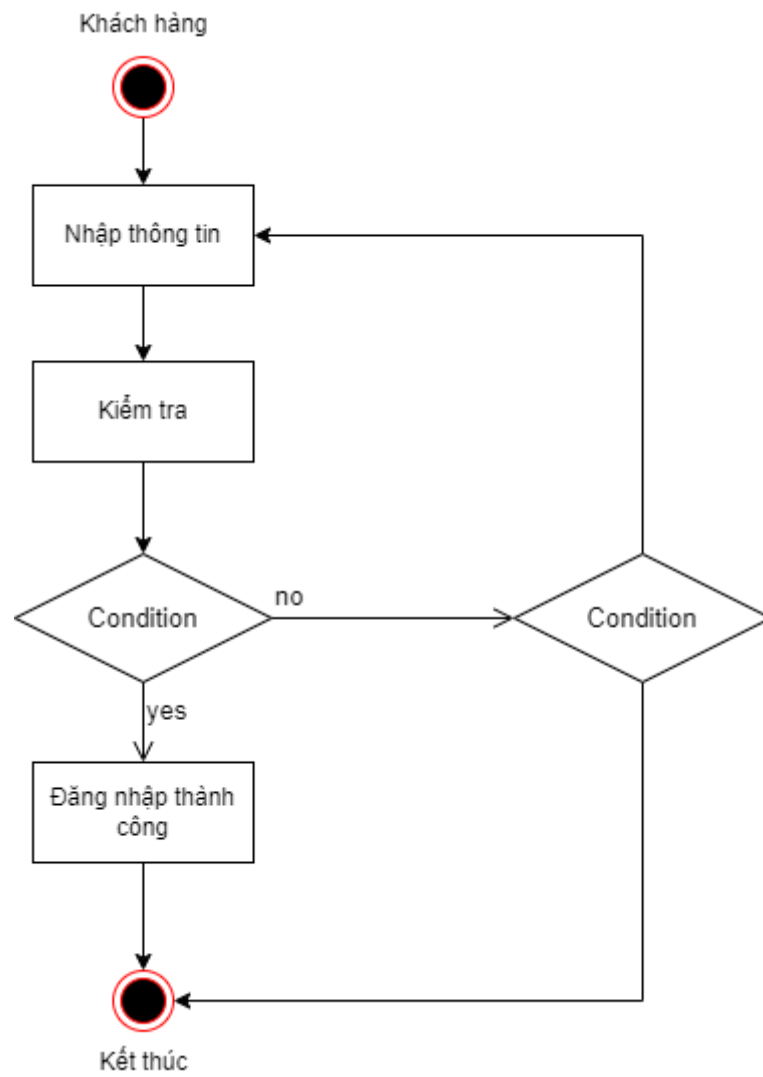 Khách hàng
Nhập thông tin
Kiểm tra
Condition
no
Condition
yes
Đăng nhập thành
công
Kết thúc